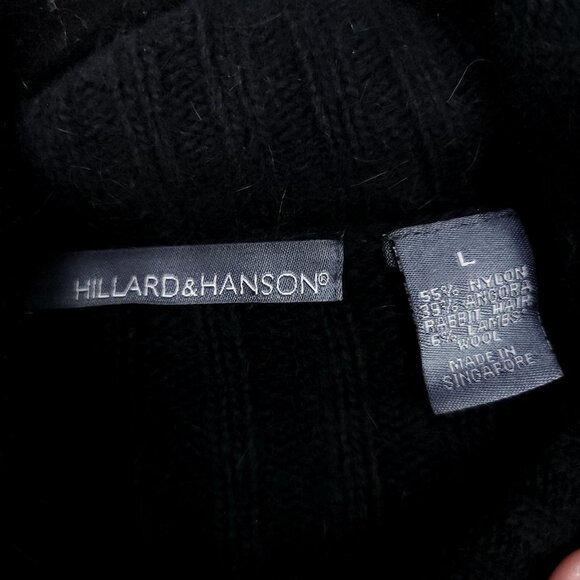 HILLARD&HANSON®
L
55% NYLON
39% ANGORA
RABBIT HAIR
6% LAMBS
WOOL
MADE IN
SINGAPORE